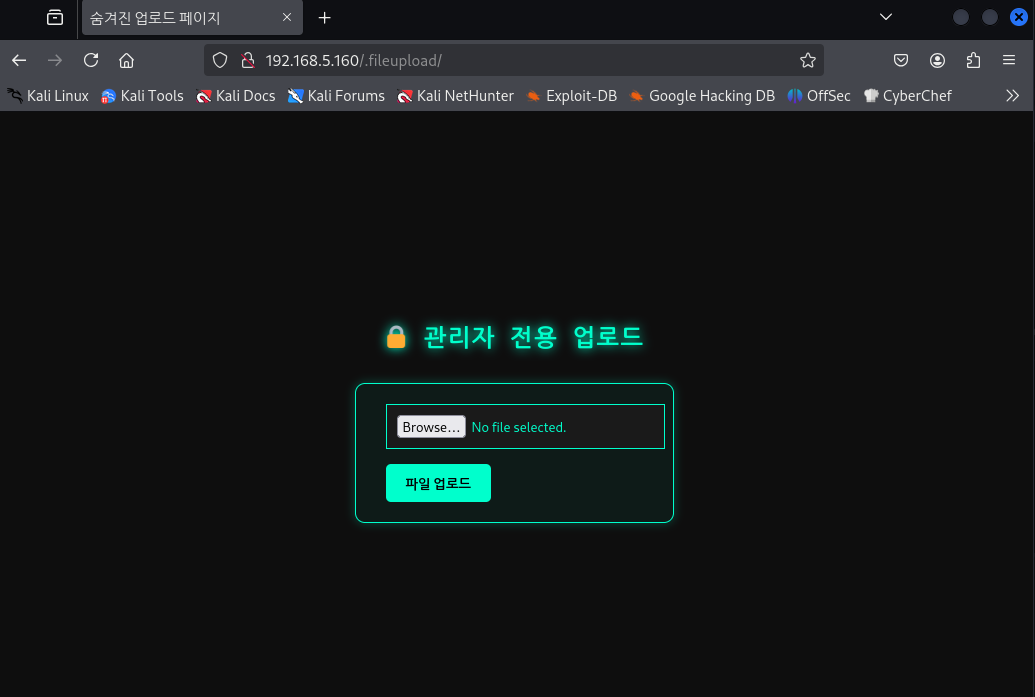 숨겨진 업로드 페이지
192.168.5.160/.fileupload/
Kali Linux Kali Tools Kali Docs Kali Forums Kali NetHunter Exploit-DB Google Hacking DB OffSec CyberChef
관리자 전용 업로드
Browse... No file selected.
파일 업로드